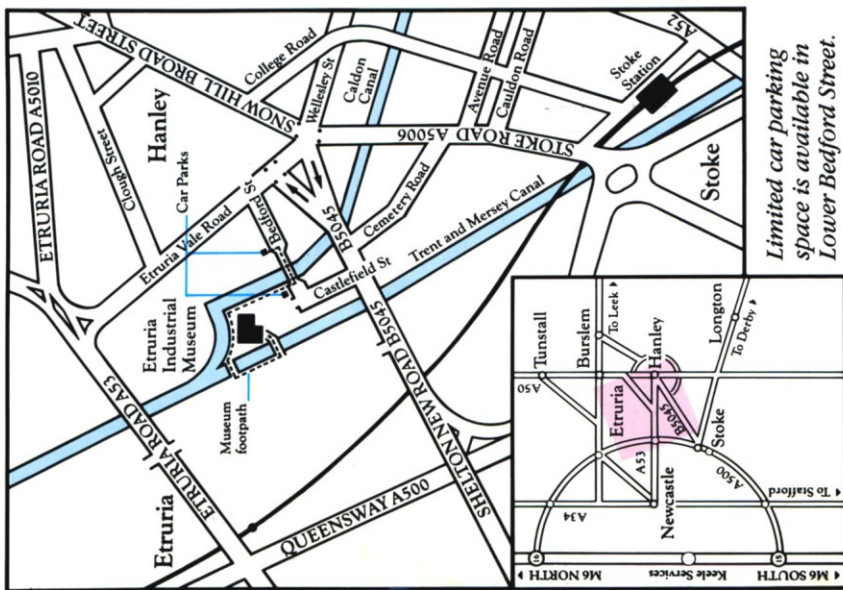 ETRURIA ROAD A5010
Clough Street
Hanley
SNOW HILL BROAD STREET
College Road
Wellesley St
Caldon
Canal
Avenue Road
Cauldon Road
A52
Stoke
Station
STOKE ROAD A5006
Car Parks
Etruria Vale Road
Bedford St
B5045
Cemetery Road
Castlefield St
Trent and Mersey Canal
Stoke
Etruria
Industrial
Museum
Museum
footpath
ETRURIA ROAD A53
Etruria
SHELTON NEW ROAD B5045
QUEENSWAY A500
Tunstall
A50
Burslem
To Leek
Hanley
Longton
To Derby
Etruria
B5045
A53
Stoke
A500
Newcastle
A34
To Stafford
16
M6 NORTH
Keele Services
15
M6 SOUTH
Limited car parking
space is available in
Lower Bedford Street.